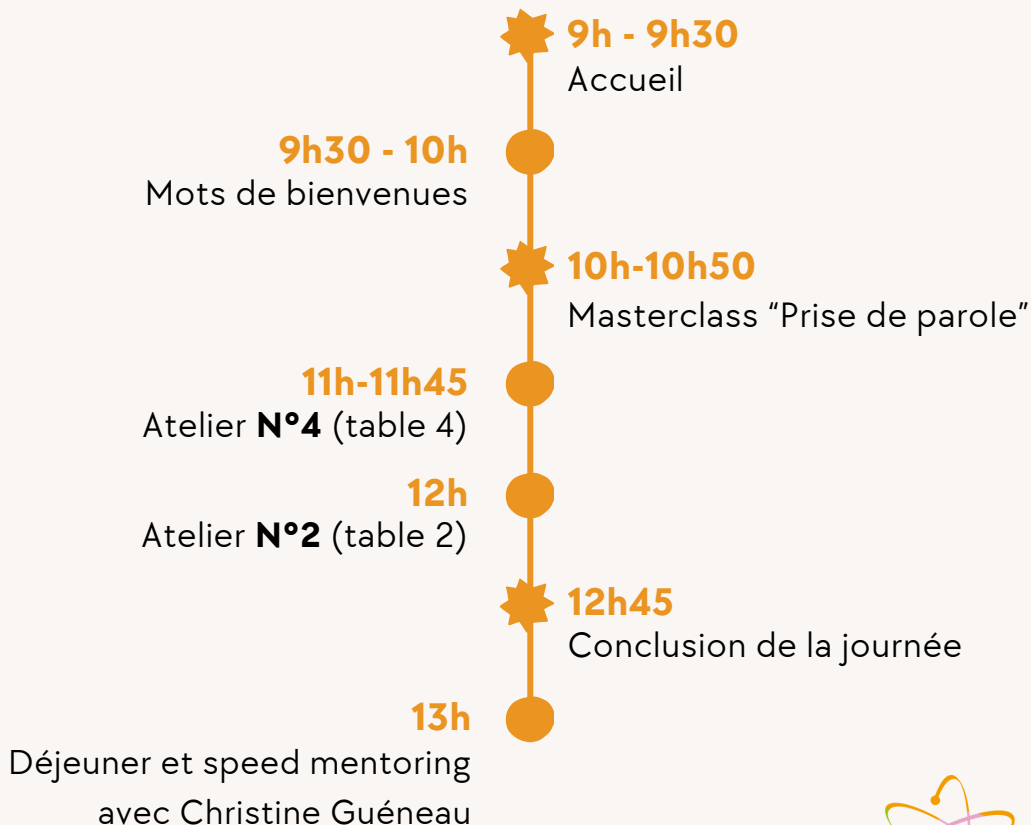 9h - 9h30
Accueil
9h30 - 10h
Mots de bienvenues
10h-10h50
Masterclass “Prise de parole”
11h-11h45
Atelier N°4 (table 4)
12h
Atelier N°2 (table 2)
12h45
Conclusion de la journée
13h
Déjeuner et speed mentoring
avec Christine Guéneau